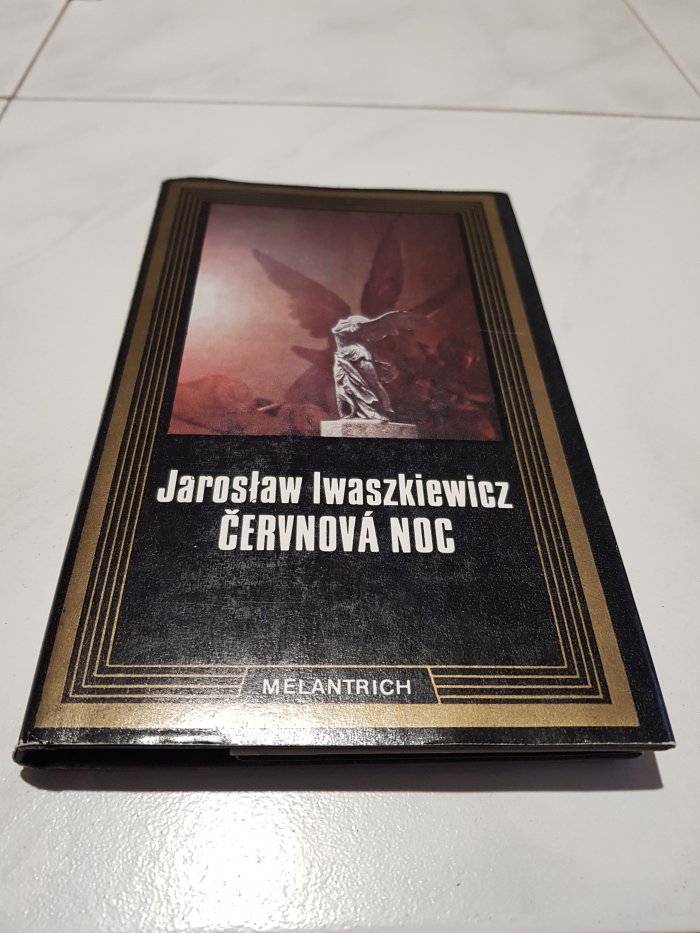 Jarosław Iwaszkiewicz
ČERVNOVÁ NOC
MELANTRICH